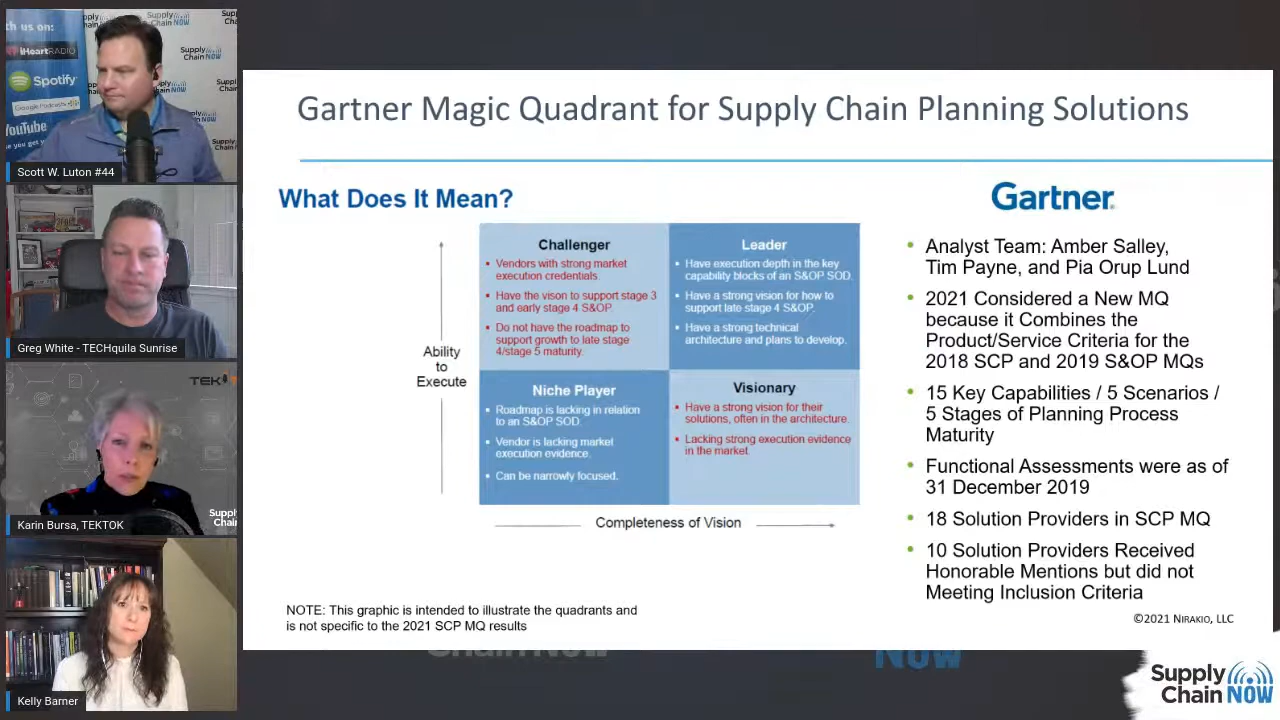 th us on:
iHeartRADIO
Spotify
Google Podcasts
YouTube
Supply
Chain NOW
Scott W. Luton #44
Greg White - TECHquila Sunrise
TEK
Supply
Chain
Karin Bursa, TEKTOK
Kelly Barner
Gartner Magic Quadrant for Supply Chain Planning Solutions
What Does It Mean?
Ability
to
Execute
Challenger
• Vendors with strong market
execution credentials.
• Have the vison to support stage 3
and early stage 4 S&OP.
• Do not have the roadmap to
support growth to late stage
4/stage 5 maturity.
Leader
• Have execution depth in the key
capability blocks of an S&OP SOD.
• Have a strong vision for how to
support late stage 4 S&OP.
• Have a strong technical
architecture and plans to develop.
Niche Player
• Roadmap is lacking in relation
to an S&OP SOD.
• Vendor is lacking market
execution evidence.
• Can be narrowly focused.
Visionary
• Have a strong vision for their
solutions, often in the architecture.
• Lacking strong execution evidence
in the market.
Completeness of Vision
NOTE: This graphic is intended to illustrate the quadrants and
is not specific to the 2021 SCP MQ results
Gartner
• Analyst Team: Amber Salley,
Tim Payne, and Pia Orup Lund
• 2021 Considered a New MQ
because it Combines the
Product/Service Criteria for the
2018 SCP and 2019 S&OP MQs
• 15 Key Capabilities / 5 Scenarios /
5 Stages of Planning Process
Maturity
• Functional Assessments were as of
31 December 2019
• 18 Solution Providers in SCP MQ
• 10 Solution Providers Received
Honorable Mentions but did not
Meeting Inclusion Criteria
©2021 NIRAKIO, LLC
Supply
Chain NOW